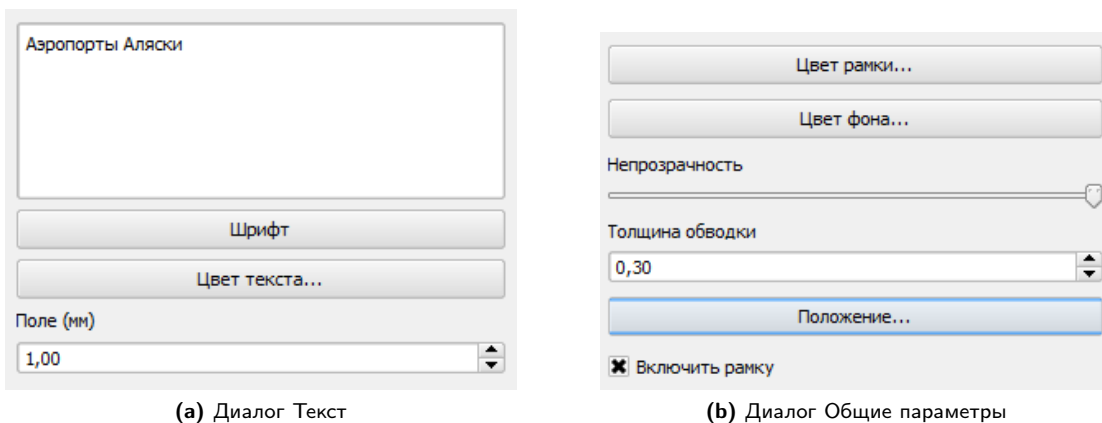 Аэропорты Аляски
Шрифт
Цвет текста...
Поле (мм)
1,00
(a) Диалог Текст
Цвет рамки...
Цвет фона...
Непрозрачность
Толщина обводки
0,30
Положение...
Включить рамку
(b) Диалог Общие параметры